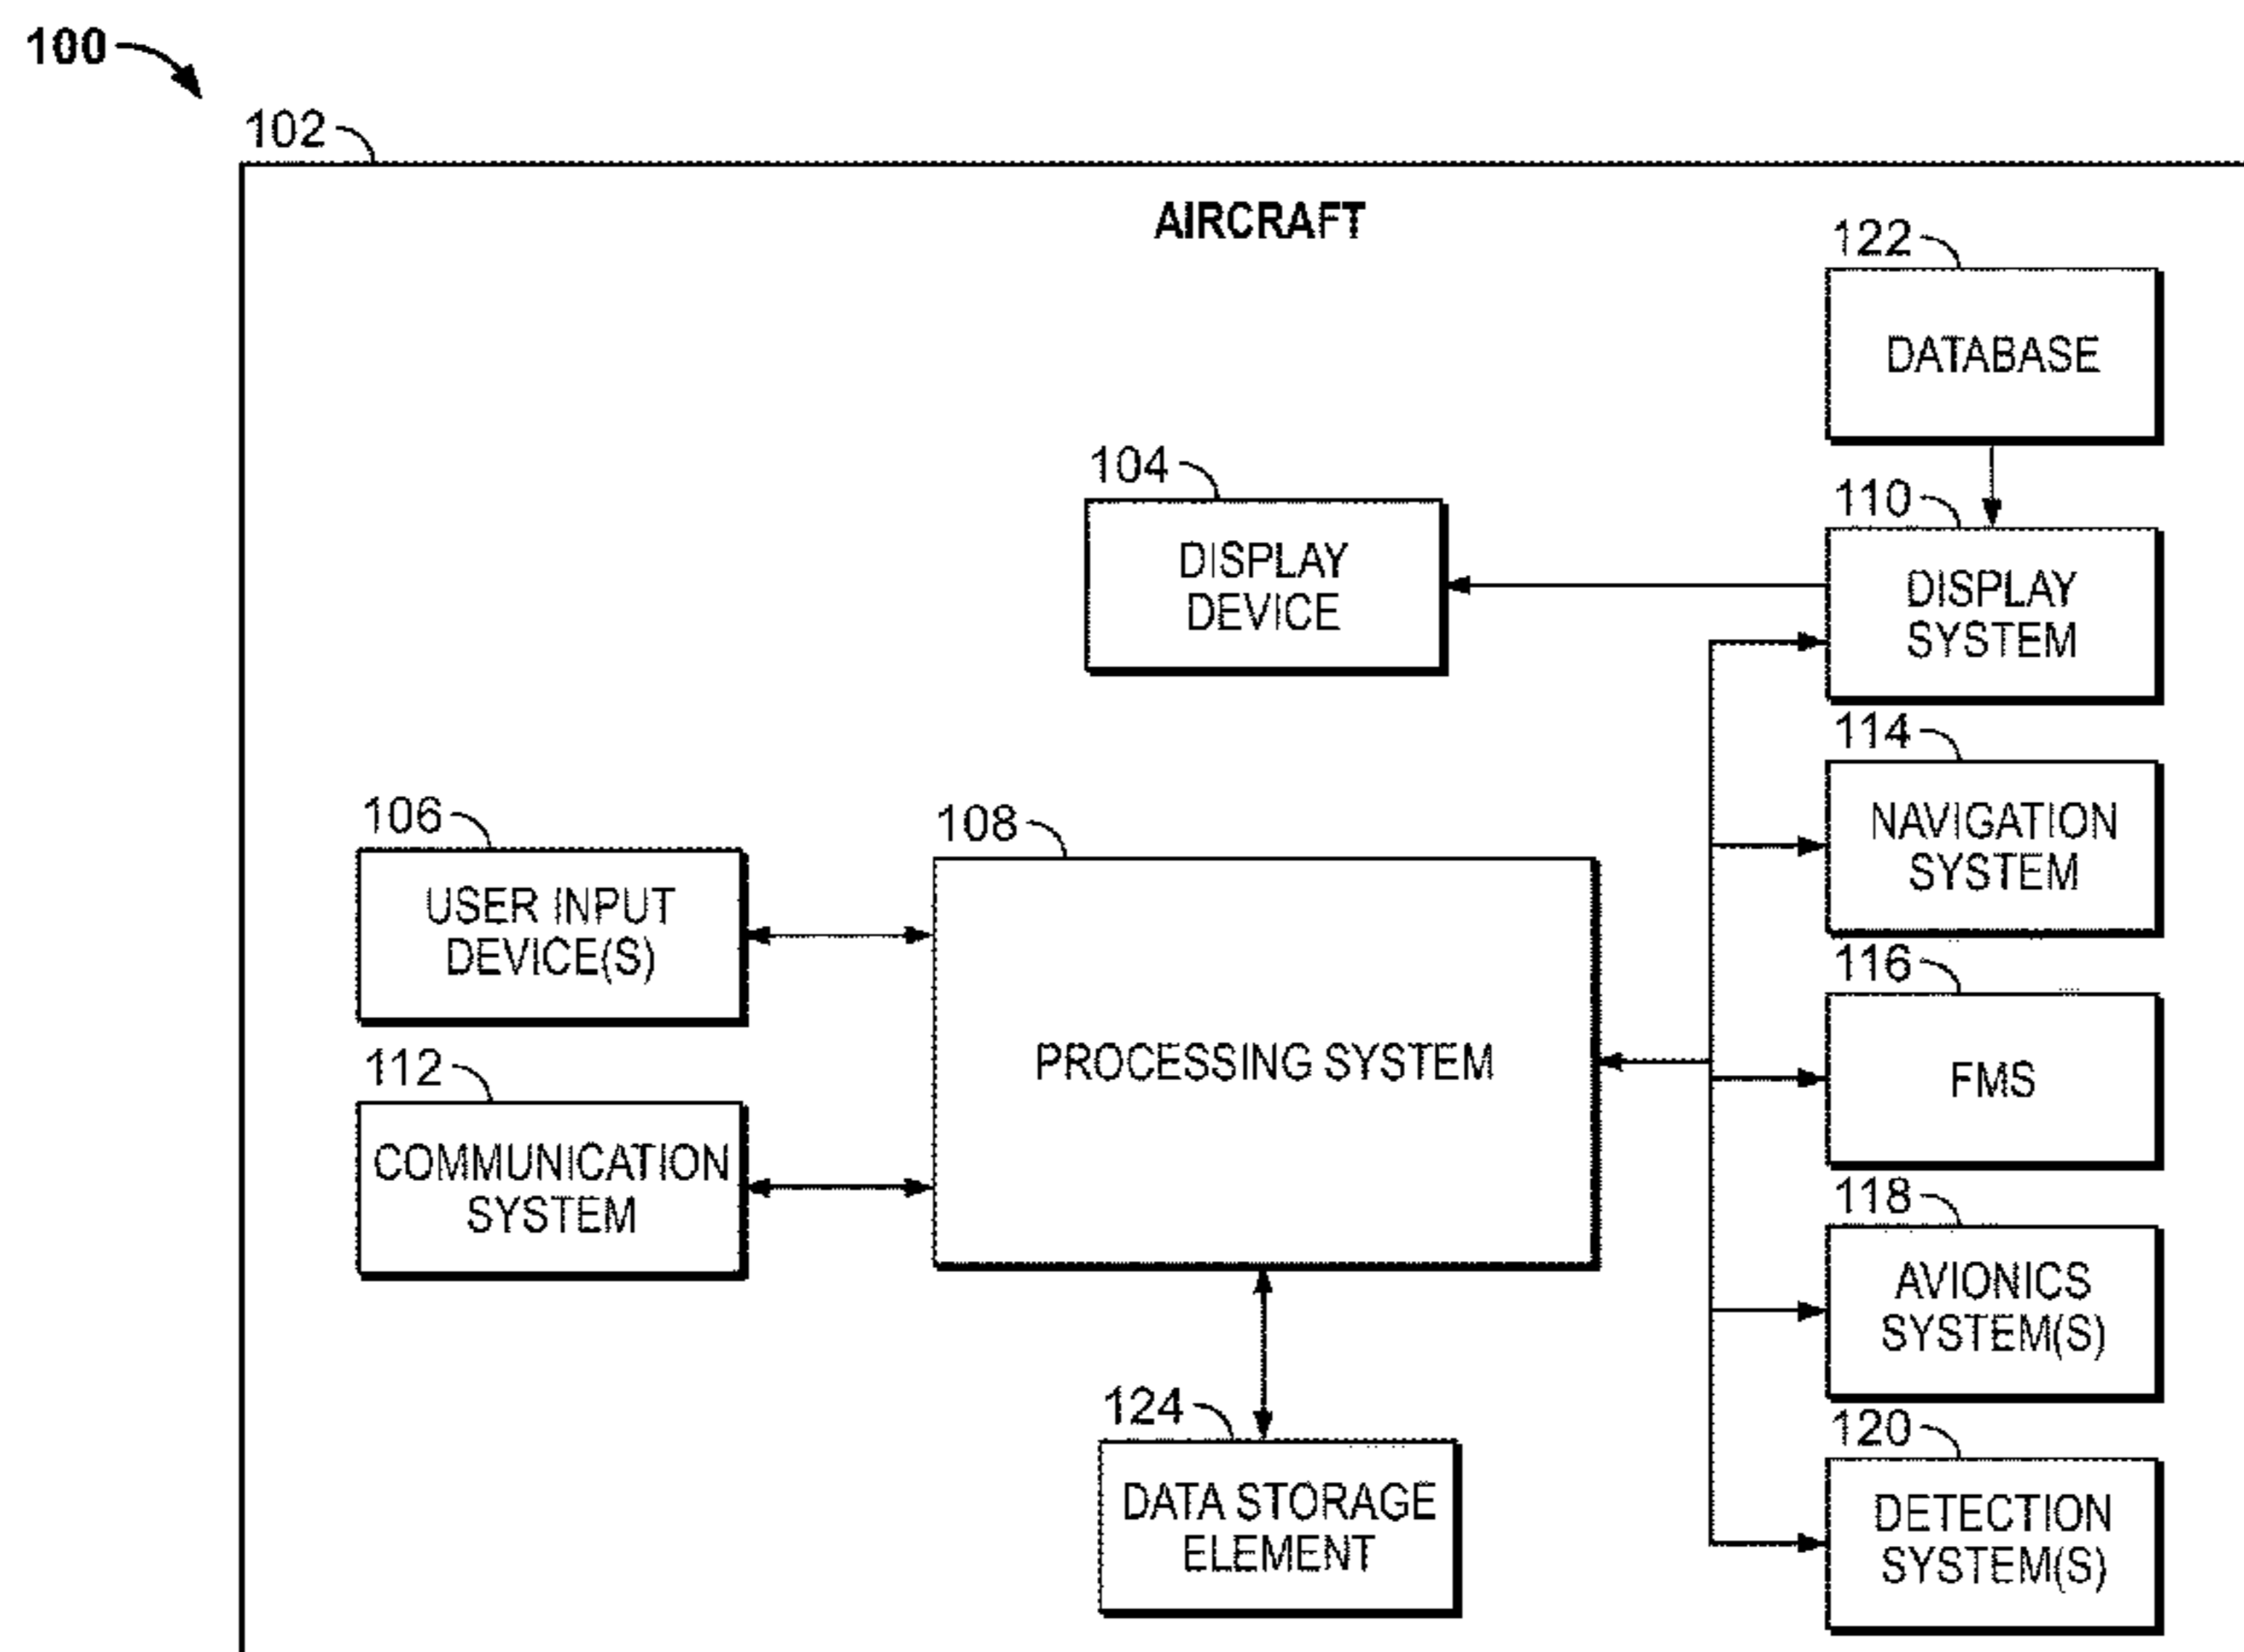 100
102
AIRCRAFT
122
DATABASE
104
DISPLAY
DEVICE
110
DISPLAY
SYSTEM
114
NAVIGATION
SYSTEM
106
USER INPUT
DEVICE(S)
108
PROCESSING SYSTEM
116
FMS
112
COMMUNICATION
SYSTEM
118
AVIONICS
SYSTEM(S)
124
DATA STORAGE
ELEMENT
120
DETECTION
SYSTEM(S)